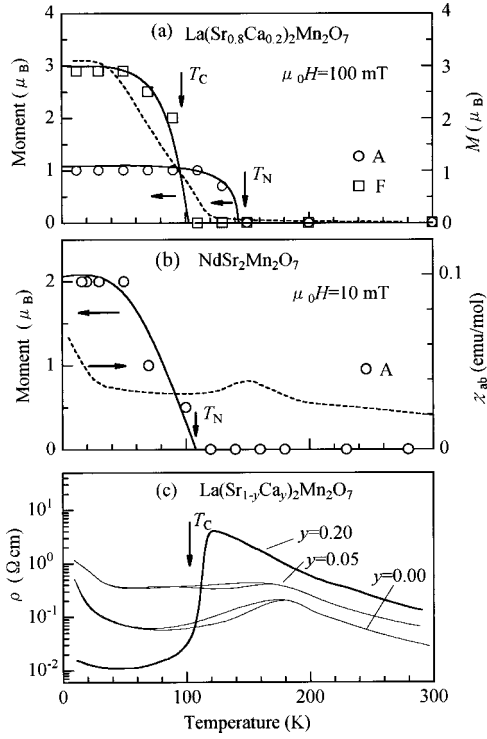 (a) La(Sr0.8Ca0.2)2Mn2O7
μ0H=100 mT
TC
TN
A
F
Moment (μB)
M (μB)
4
3
2
1
0
4
3
2
1
0
(b) NdSr2Mn2O7
μ0H=10 mT
A
TN
Moment (μB)
χab (emu/mol)
2
1
0
0.1
0
(c) La(Sr1-yCay)2Mn2O7
TC
y=0.20
y=0.05
y=0.00
ρ (Ω cm)
10^1
10^0
10^-1
10^-2
0 100 200 300
Temperature (K)